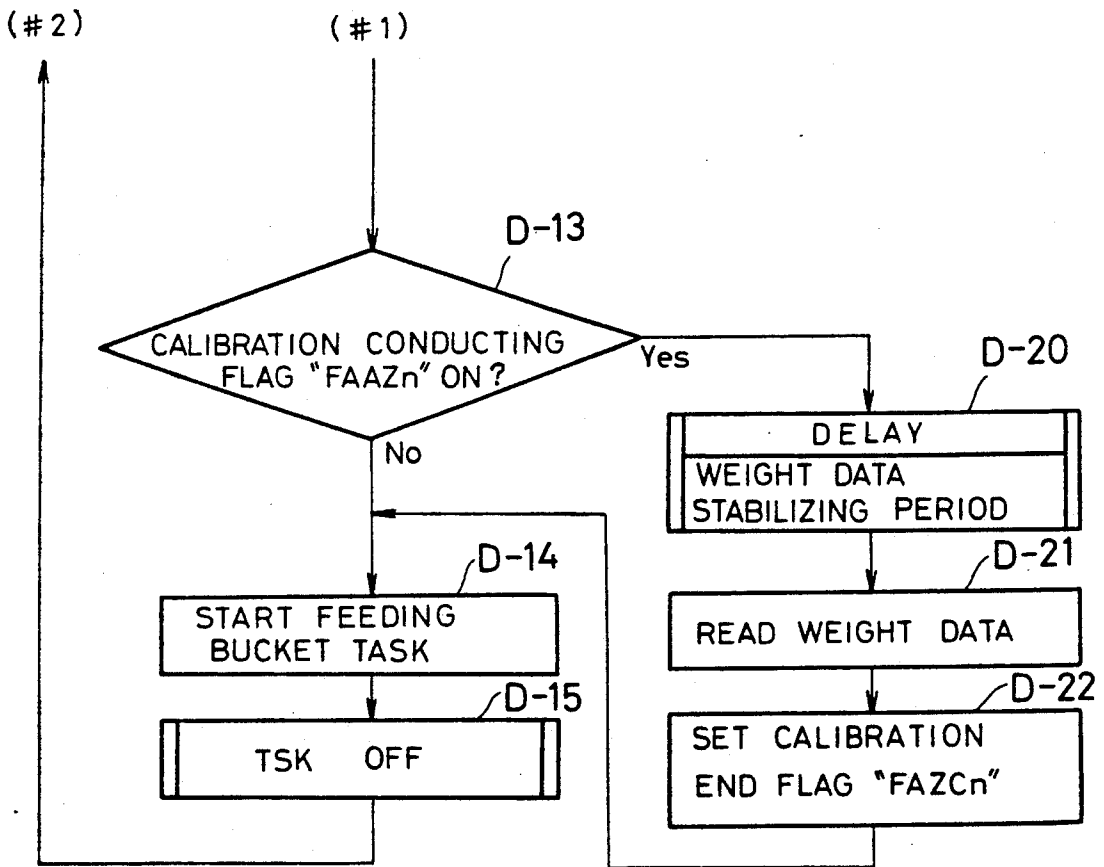 (#2)
(#1)
D-13
CALIBRATION CONDUCTING
FLAG "FAAZn" ON?
Yes
No
D-20
DELAY
WEIGHT DATA
STABILIZING PERIOD
D-14
START FEEDING
BUCKET TASK
D-21
READ WEIGHT DATA
D-15
TSK OFF
D-22
SET CALIBRATION
END FLAG "FAZCn"